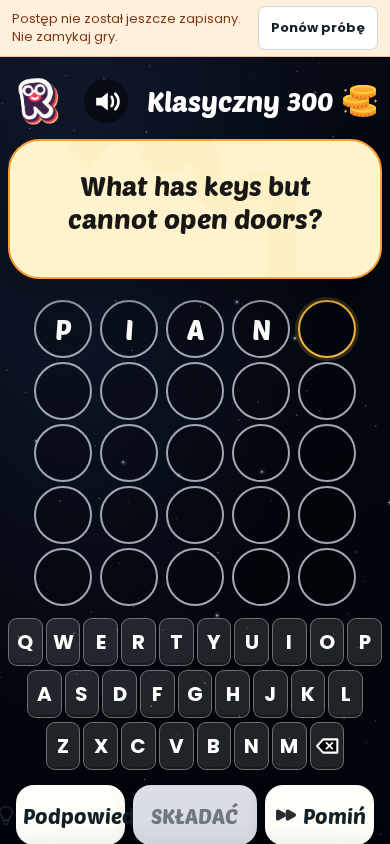 Postęp nie został jeszcze zapisany.
Nie zamykaj gry.
Ponów próbę
R
Klasyczny 300
What has keys but
cannot open doors?
P I A N
Q W E R T Y U I O P
A S D F G H J K L
Z X C V B N M
Podpowied
SKŁADAĆ
Pomiń